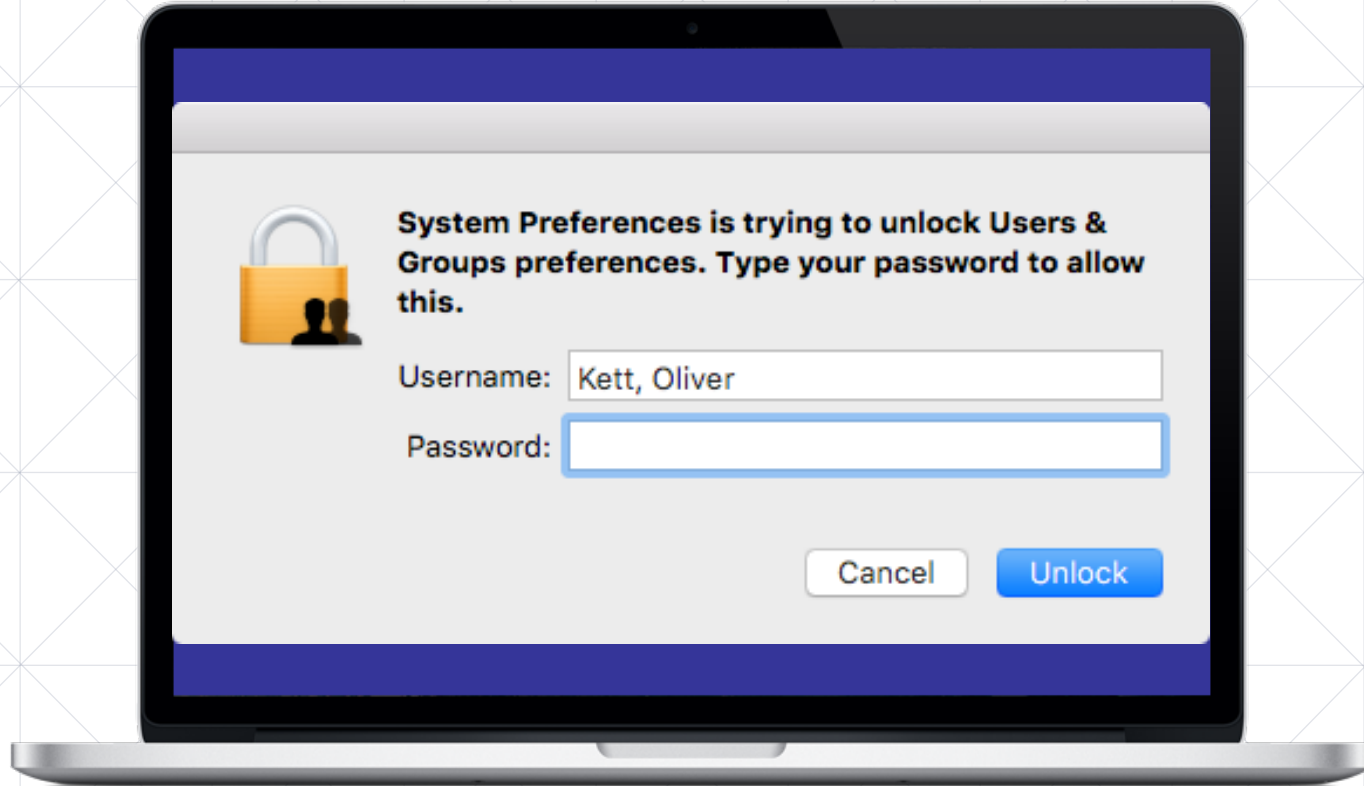 System Preferences is trying to unlock Users &
Groups preferences. Type your password to allow
this.
Username: Kett, Oliver
Password:
Cancel Unlock